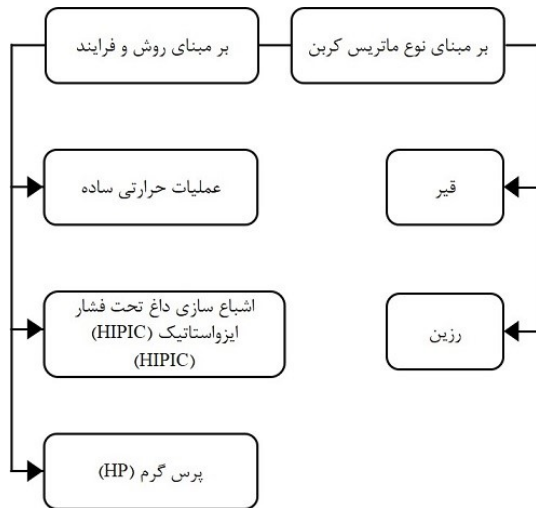 بر مبنای نوع ماتریس کربن
بر مبنای روش و فرایند
قیر
عملیات حرارتی ساده
رزین
اشباع سازی داغ تحت فشار
ایزواستاتیک (HIPIC)
(HIPIC)
پرس گرم (HP)